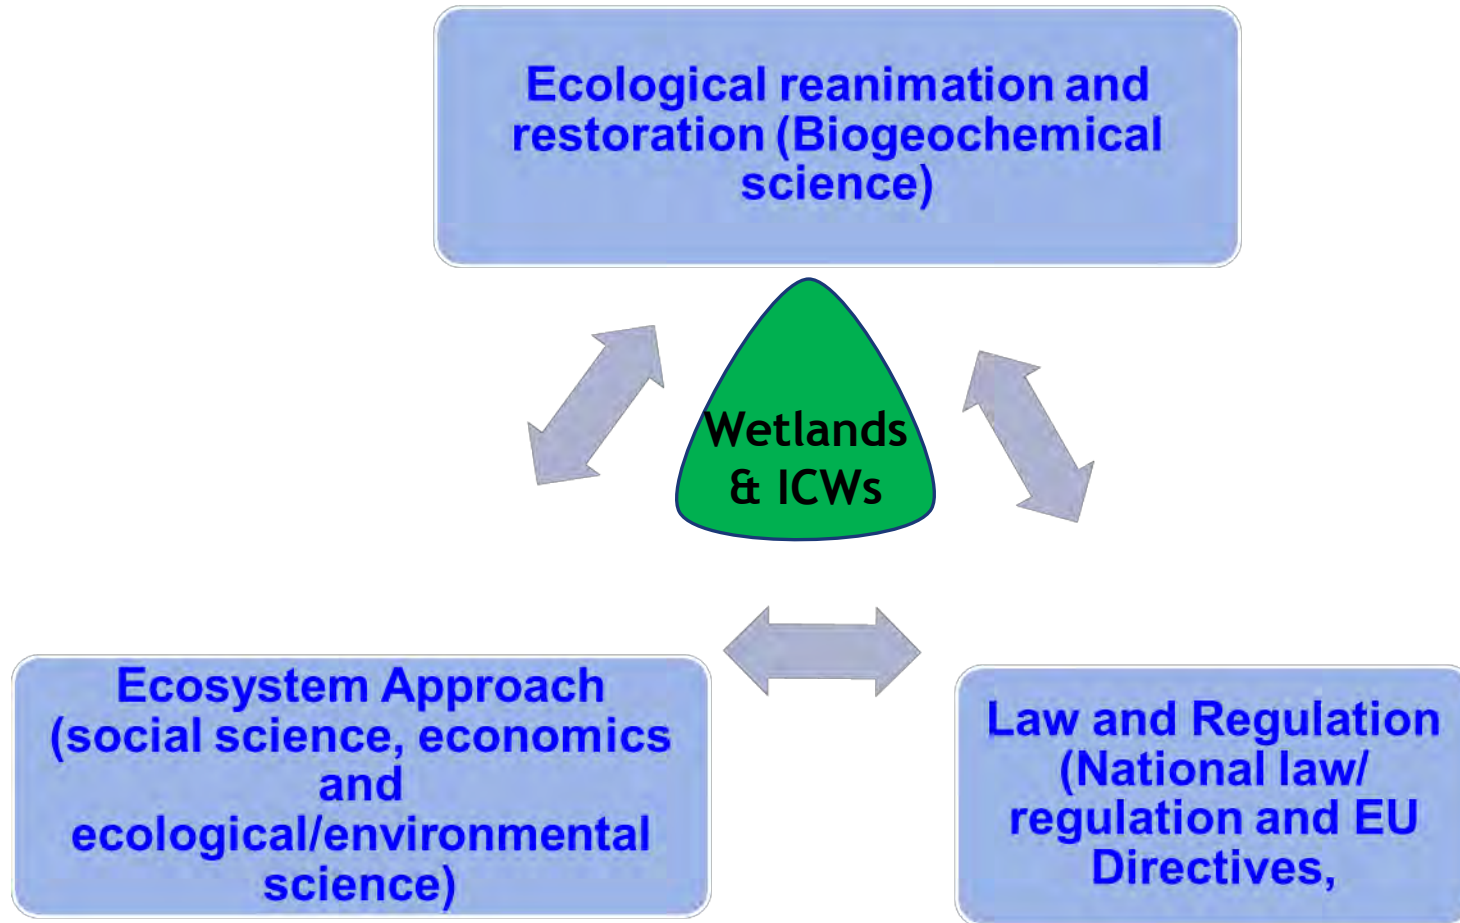 Ecological reanimation and
restoration (Biogeochemical
science)
Wetlands
& ICWs
Ecosystem Approach
(social science, economics
and
ecological/environmental
science)
Law and Regulation
(National law/
regulation and EU
Directives,